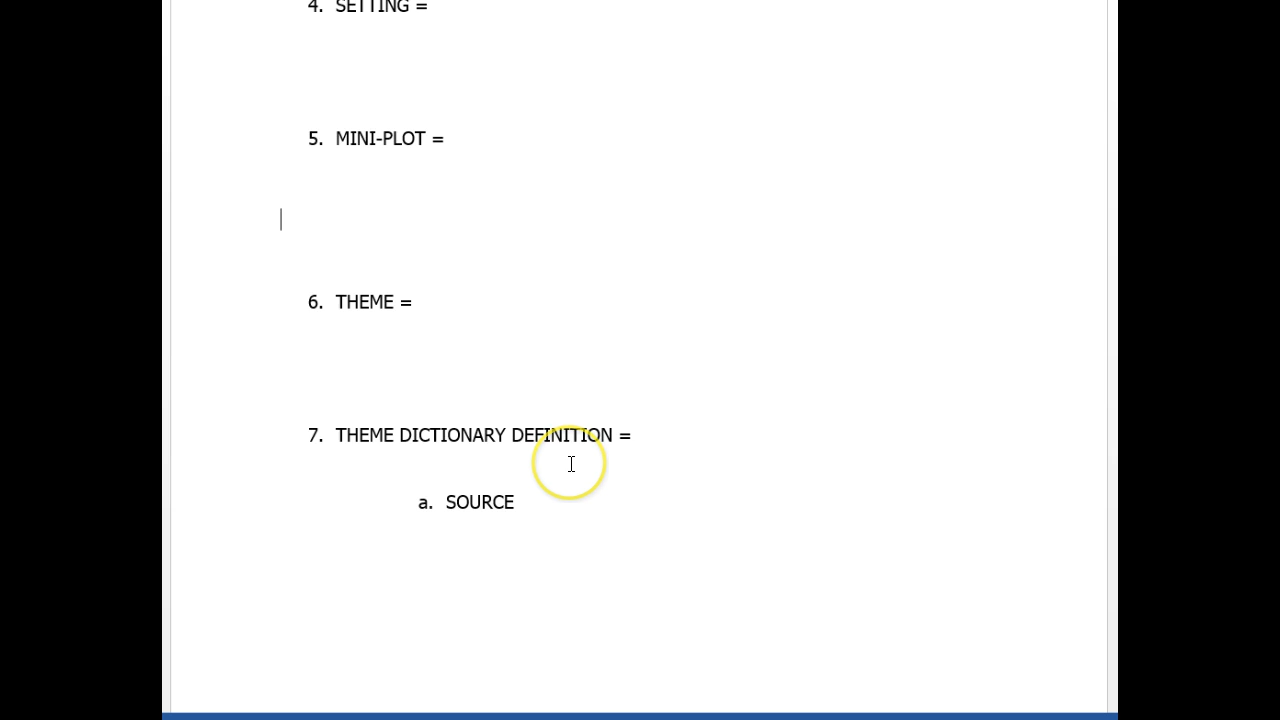 4. SETTING =
5. MINI-PLOT =
6. THEME =
7. THEME DICTIONARY DEFINITION =
a. SOURCE